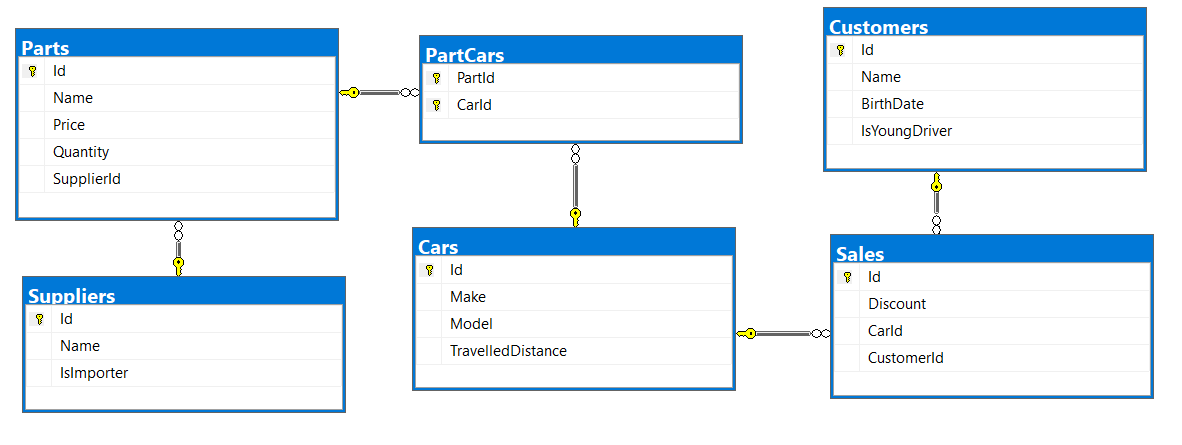 Parts
Id
Name
Price
Quantity
SupplierId
PartCars
PartId
CarId
Customers
Id
Name
BirthDate
IsYoungDriver
Suppliers
Id
Name
IsImporter
Cars
Id
Make
Model
TravelledDistance
Sales
Id
Discount
CarId
CustomerId